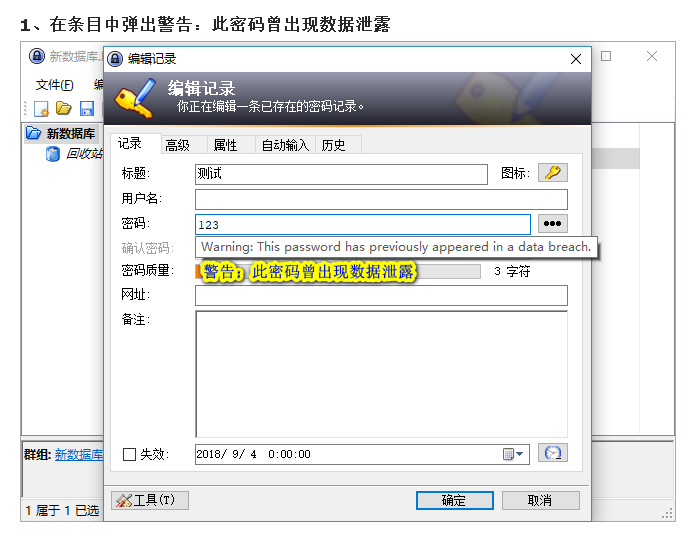 1、在条目中弹出警告：此密码曾出现数据泄露
新数据库.
编辑记录
文件(F)
编辑记录
你正在编辑一条已存在的密码记录。
新数据库
回收站
记录
高级
属性
自动输入
历史
标题:
测试
图标:
用户名:
密码:
123
确认密码:
Warning: This password has previously appeared in a data breach.
密码质量:
警告：此密码曾出现数据泄露
3 字符
网址:
备注:
失效:
2018/ 9/ 4 0:00:00
群组: 新数据库
工具(T)
确定
取消
1 属于 1 已选